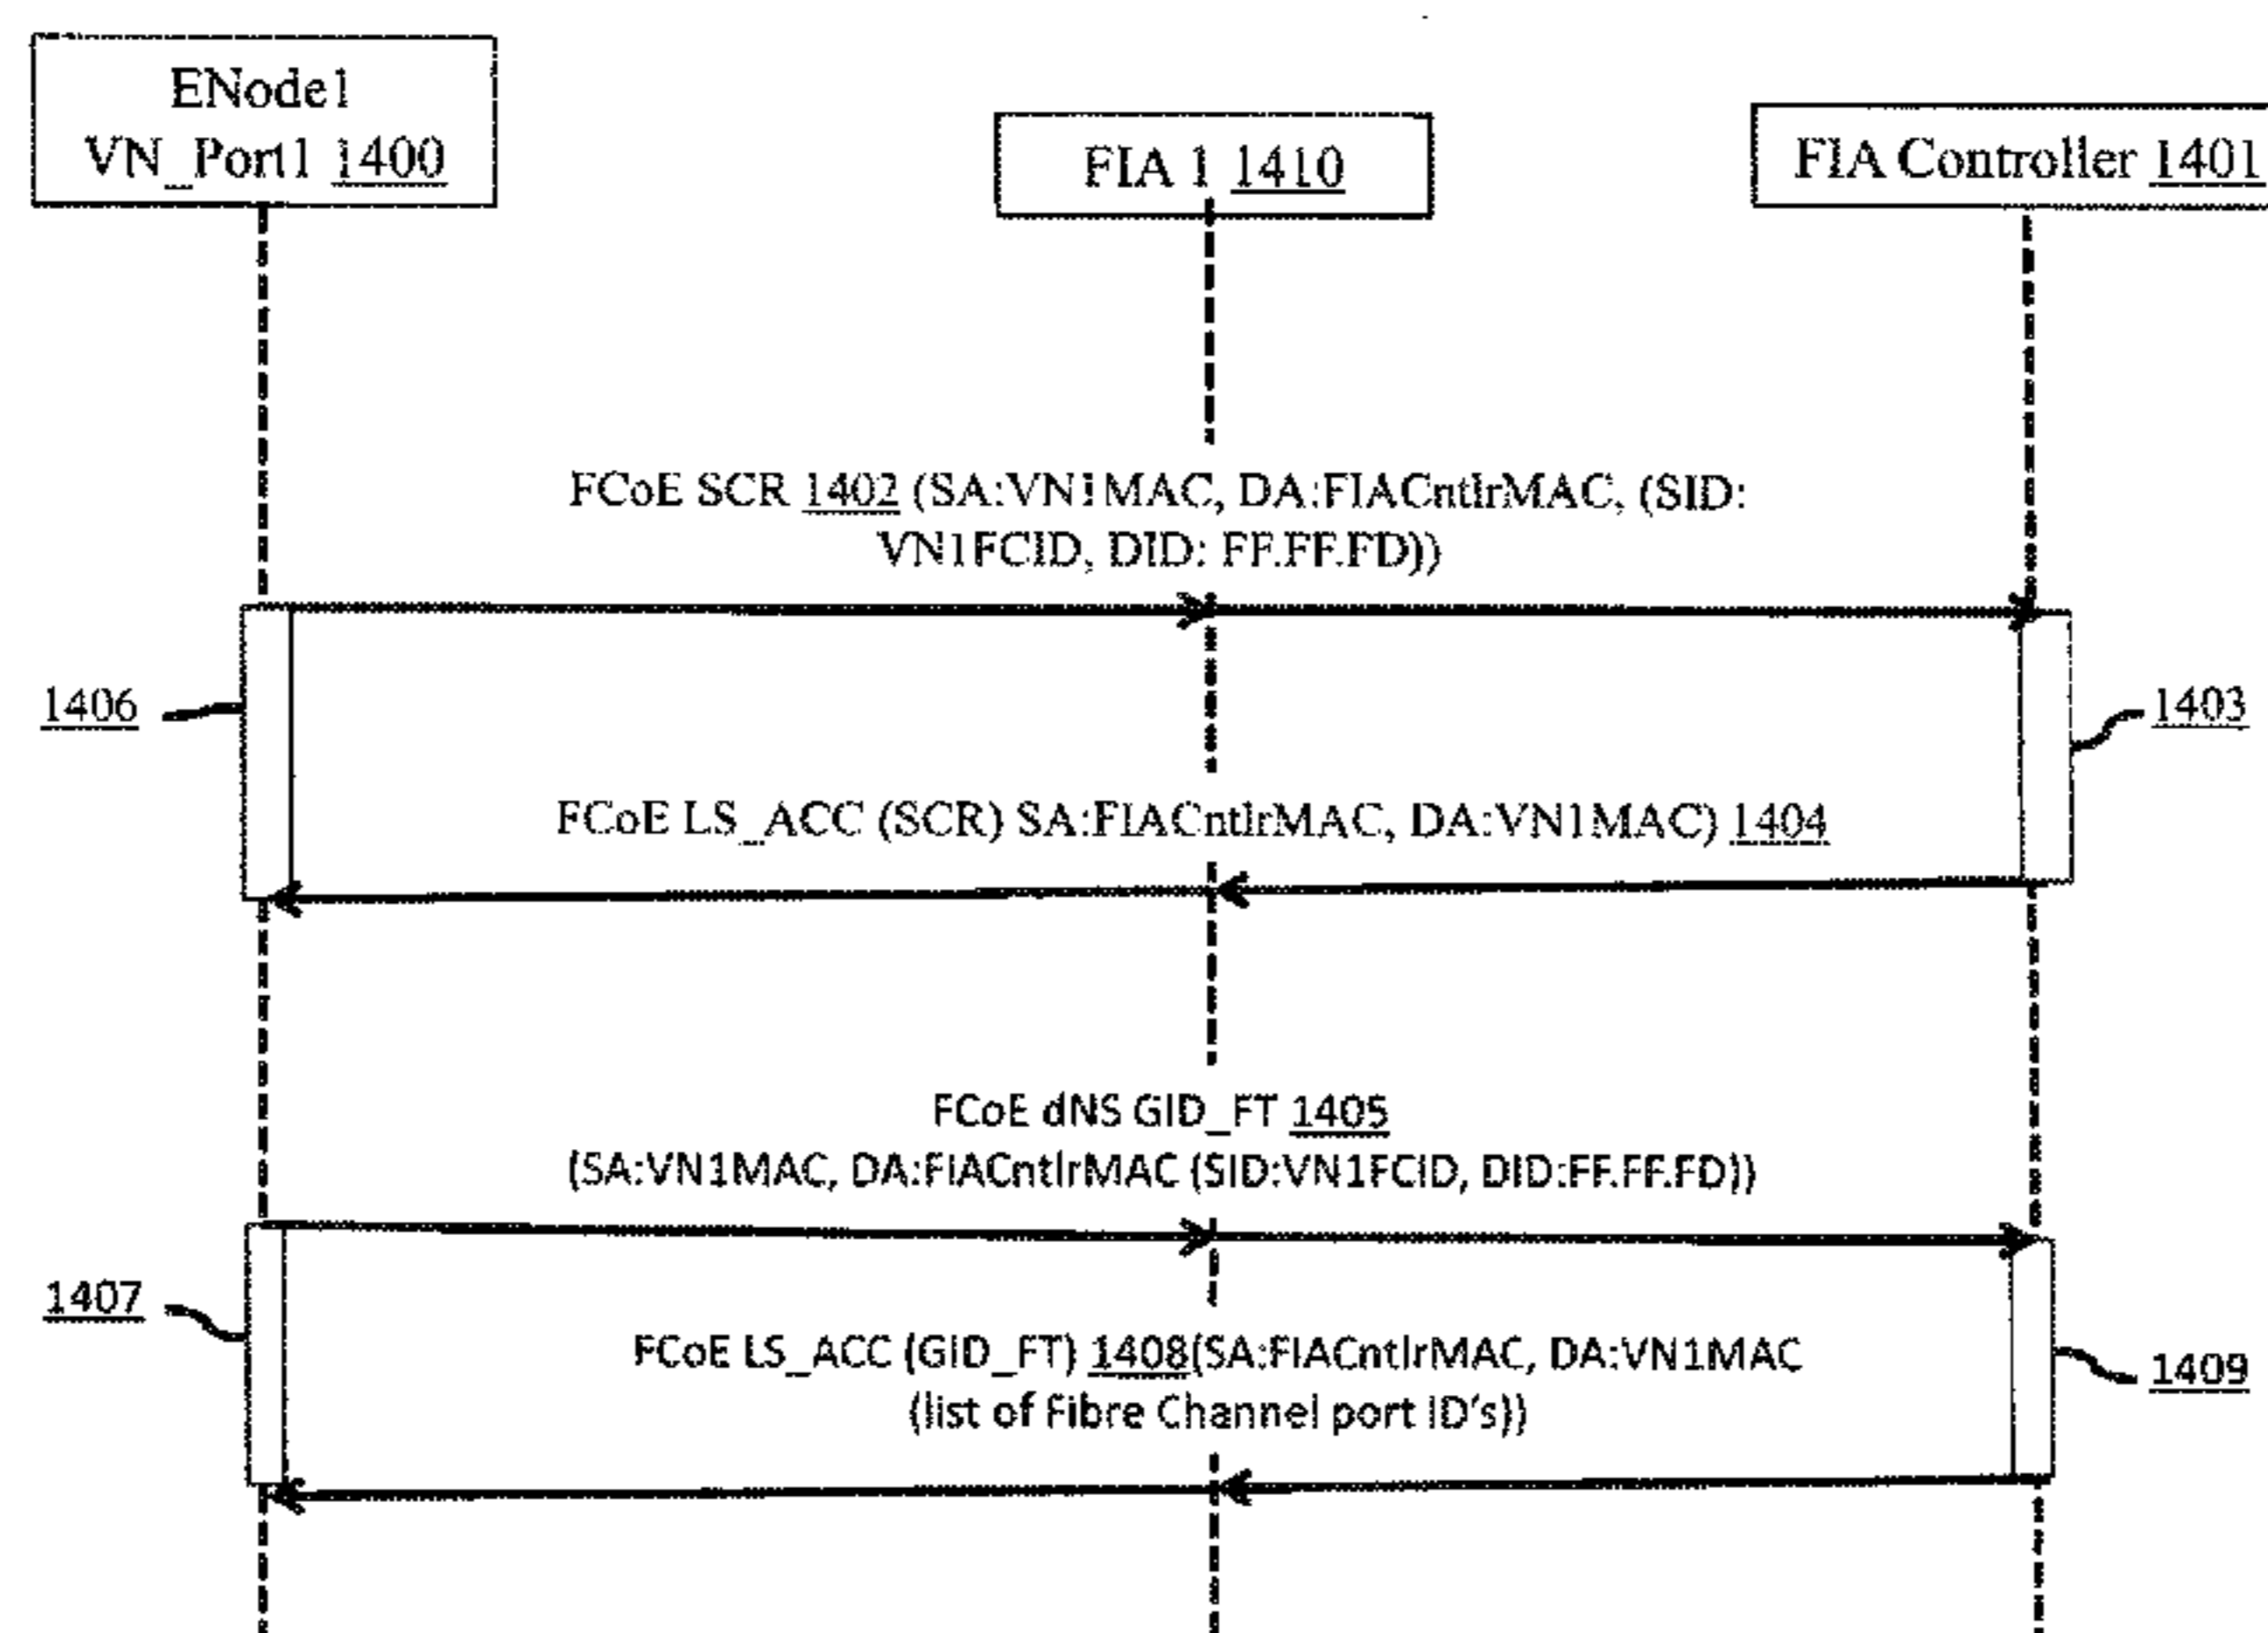 ENode1
VN_Port1 1400
FIA 1 1410
FIA Controller 1401
FCoE SCR 1402 (SA:VN1MAC, DA:FIACntlrMAC, (SID:
VN1FCID, DID: FF.FF.FD))
1406
1403
FCoE LS_ACC (SCR) SA:FIACntlrMAC, DA:VN1MAC) 1404
FCoE dNS GID_FT 1405
(SA:VN1MAC, DA:FIACntlrMAC (SID:VN1FCID, DID:FF.FF.FD))
1407
FCoE LS_ACC (GID_FT) 1408(SA:FIACntlrMAC, DA:VN1MAC
(list of Fibre Channel port ID's))
1409